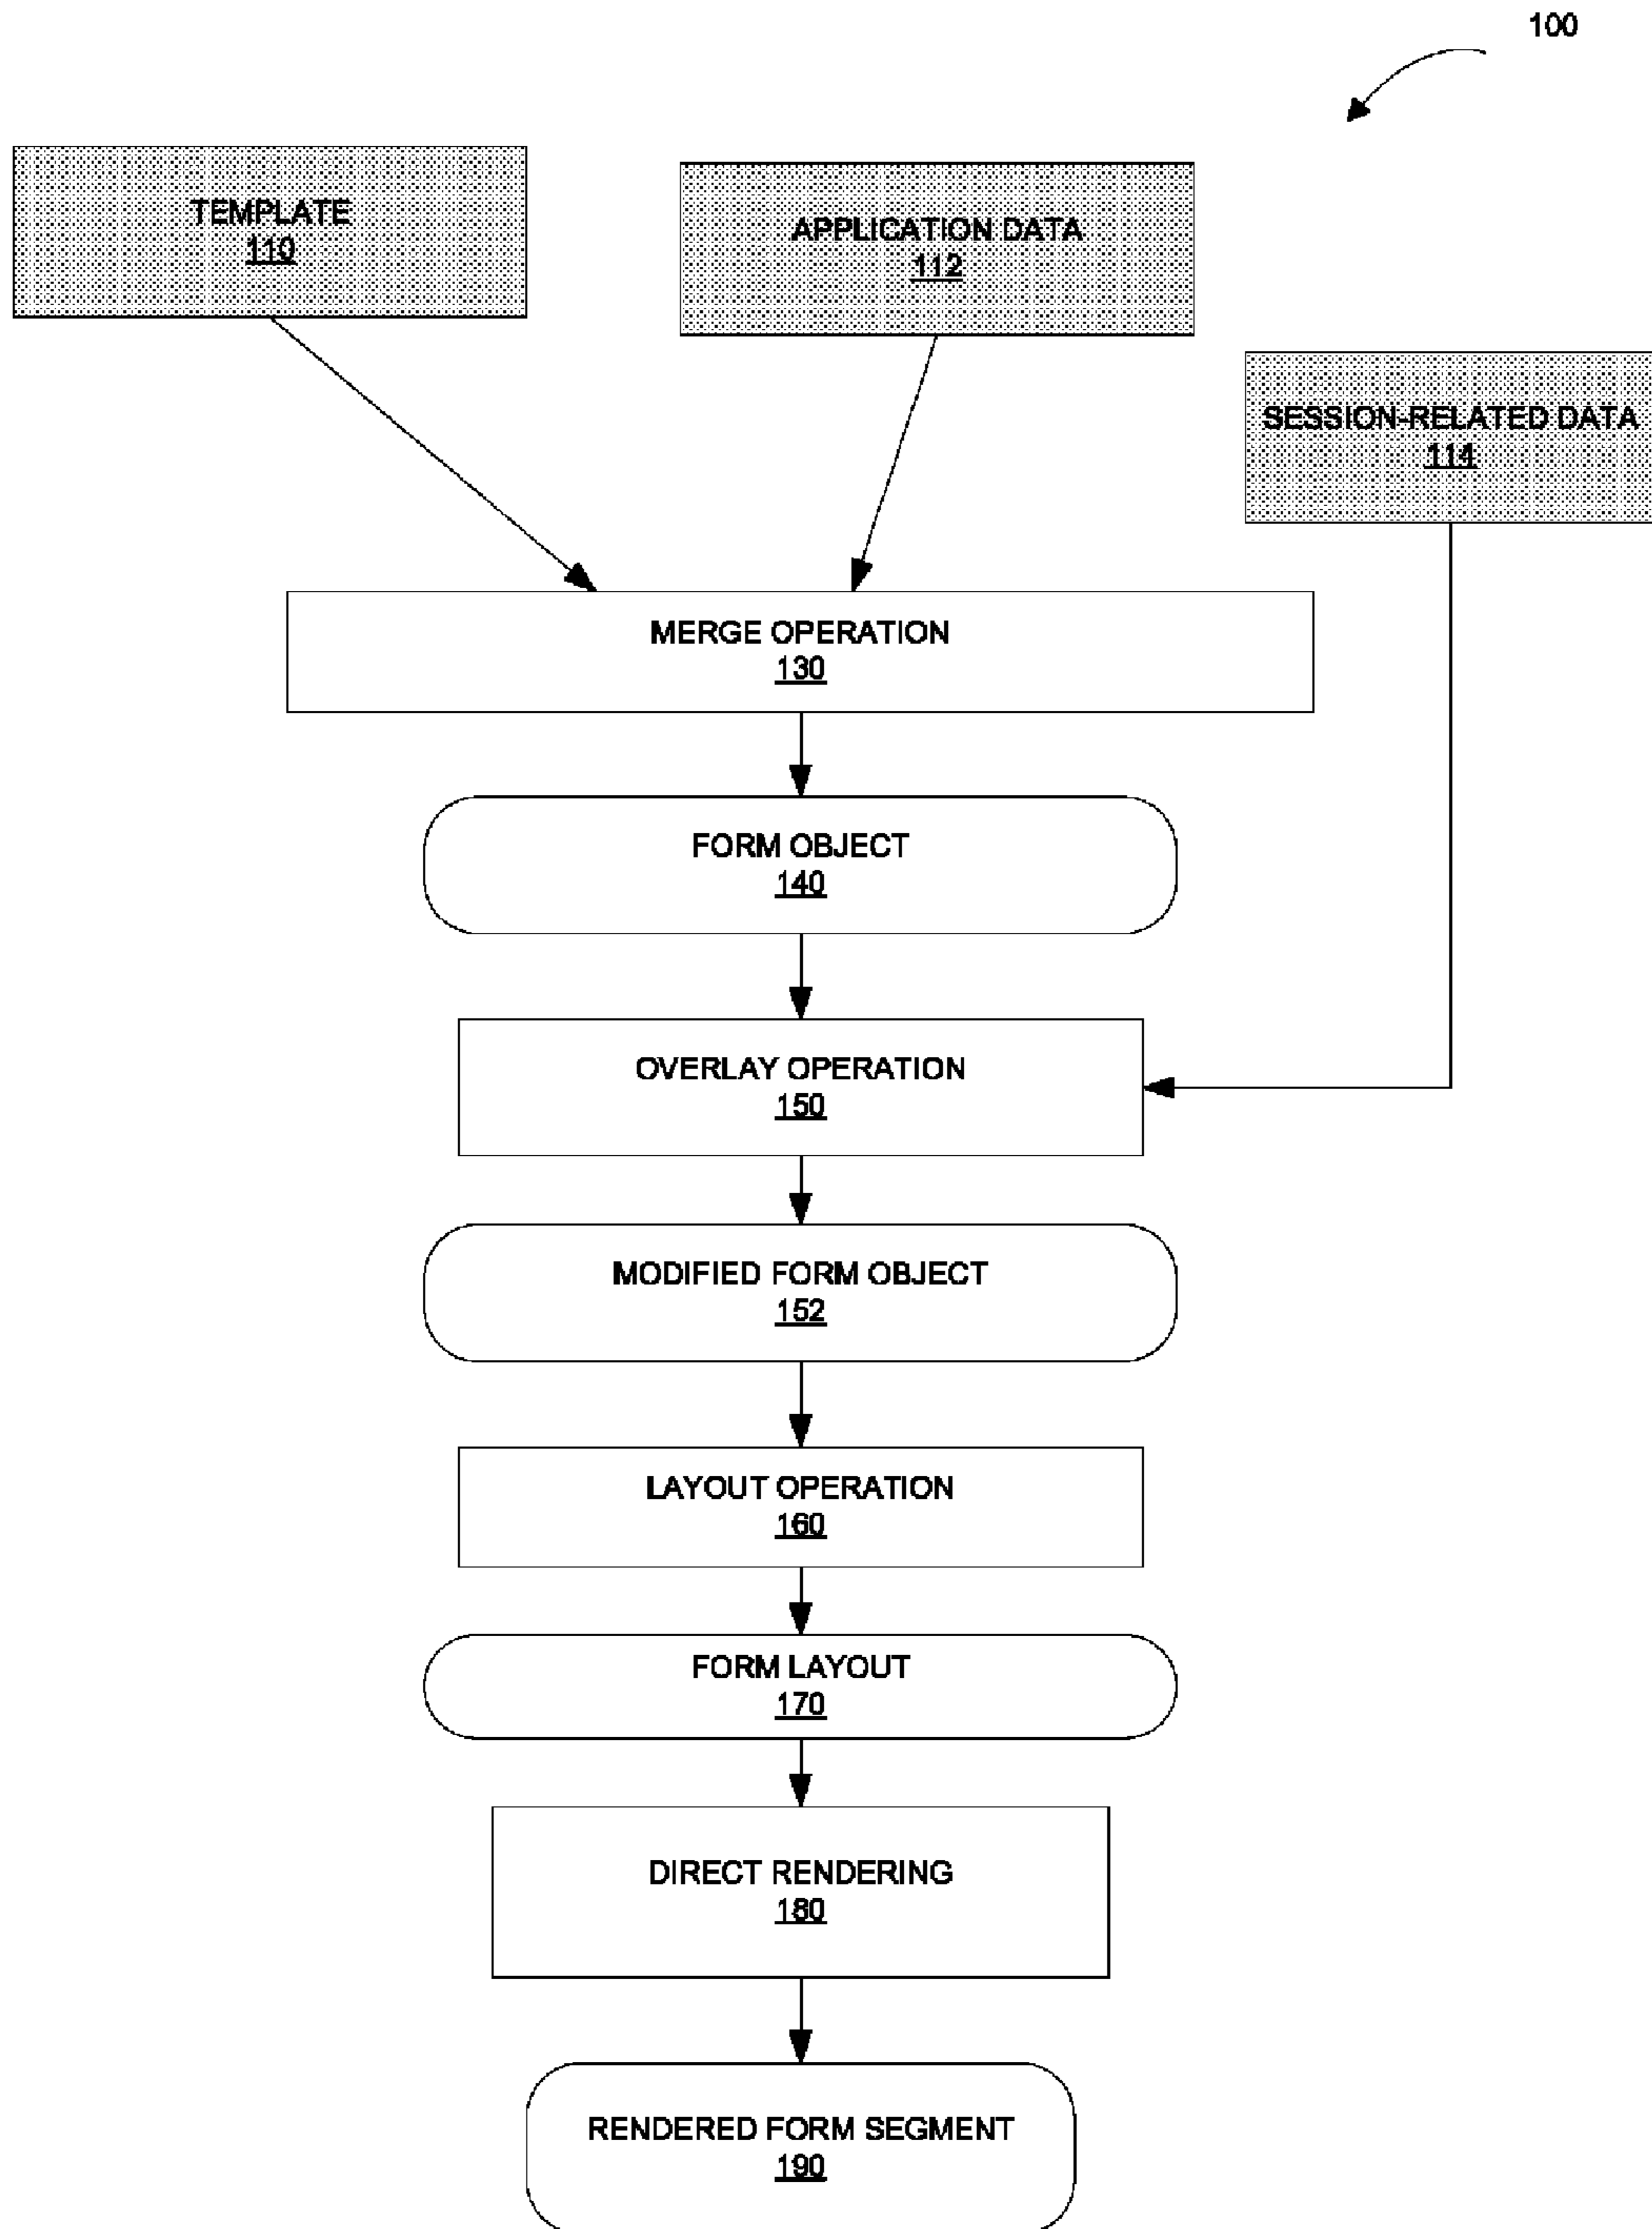 100
TEMPLATE
110
APPLICATION DATA
112
SESSION-RELATED DATA
114
MERGE OPERATION
130
FORM OBJECT
140
OVERLAY OPERATION
150
MODIFIED FORM OBJECT
152
LAYOUT OPERATION
160
FORM LAYOUT
170
DIRECT RENDERING
180
RENDERED FORM SEGMENT
190